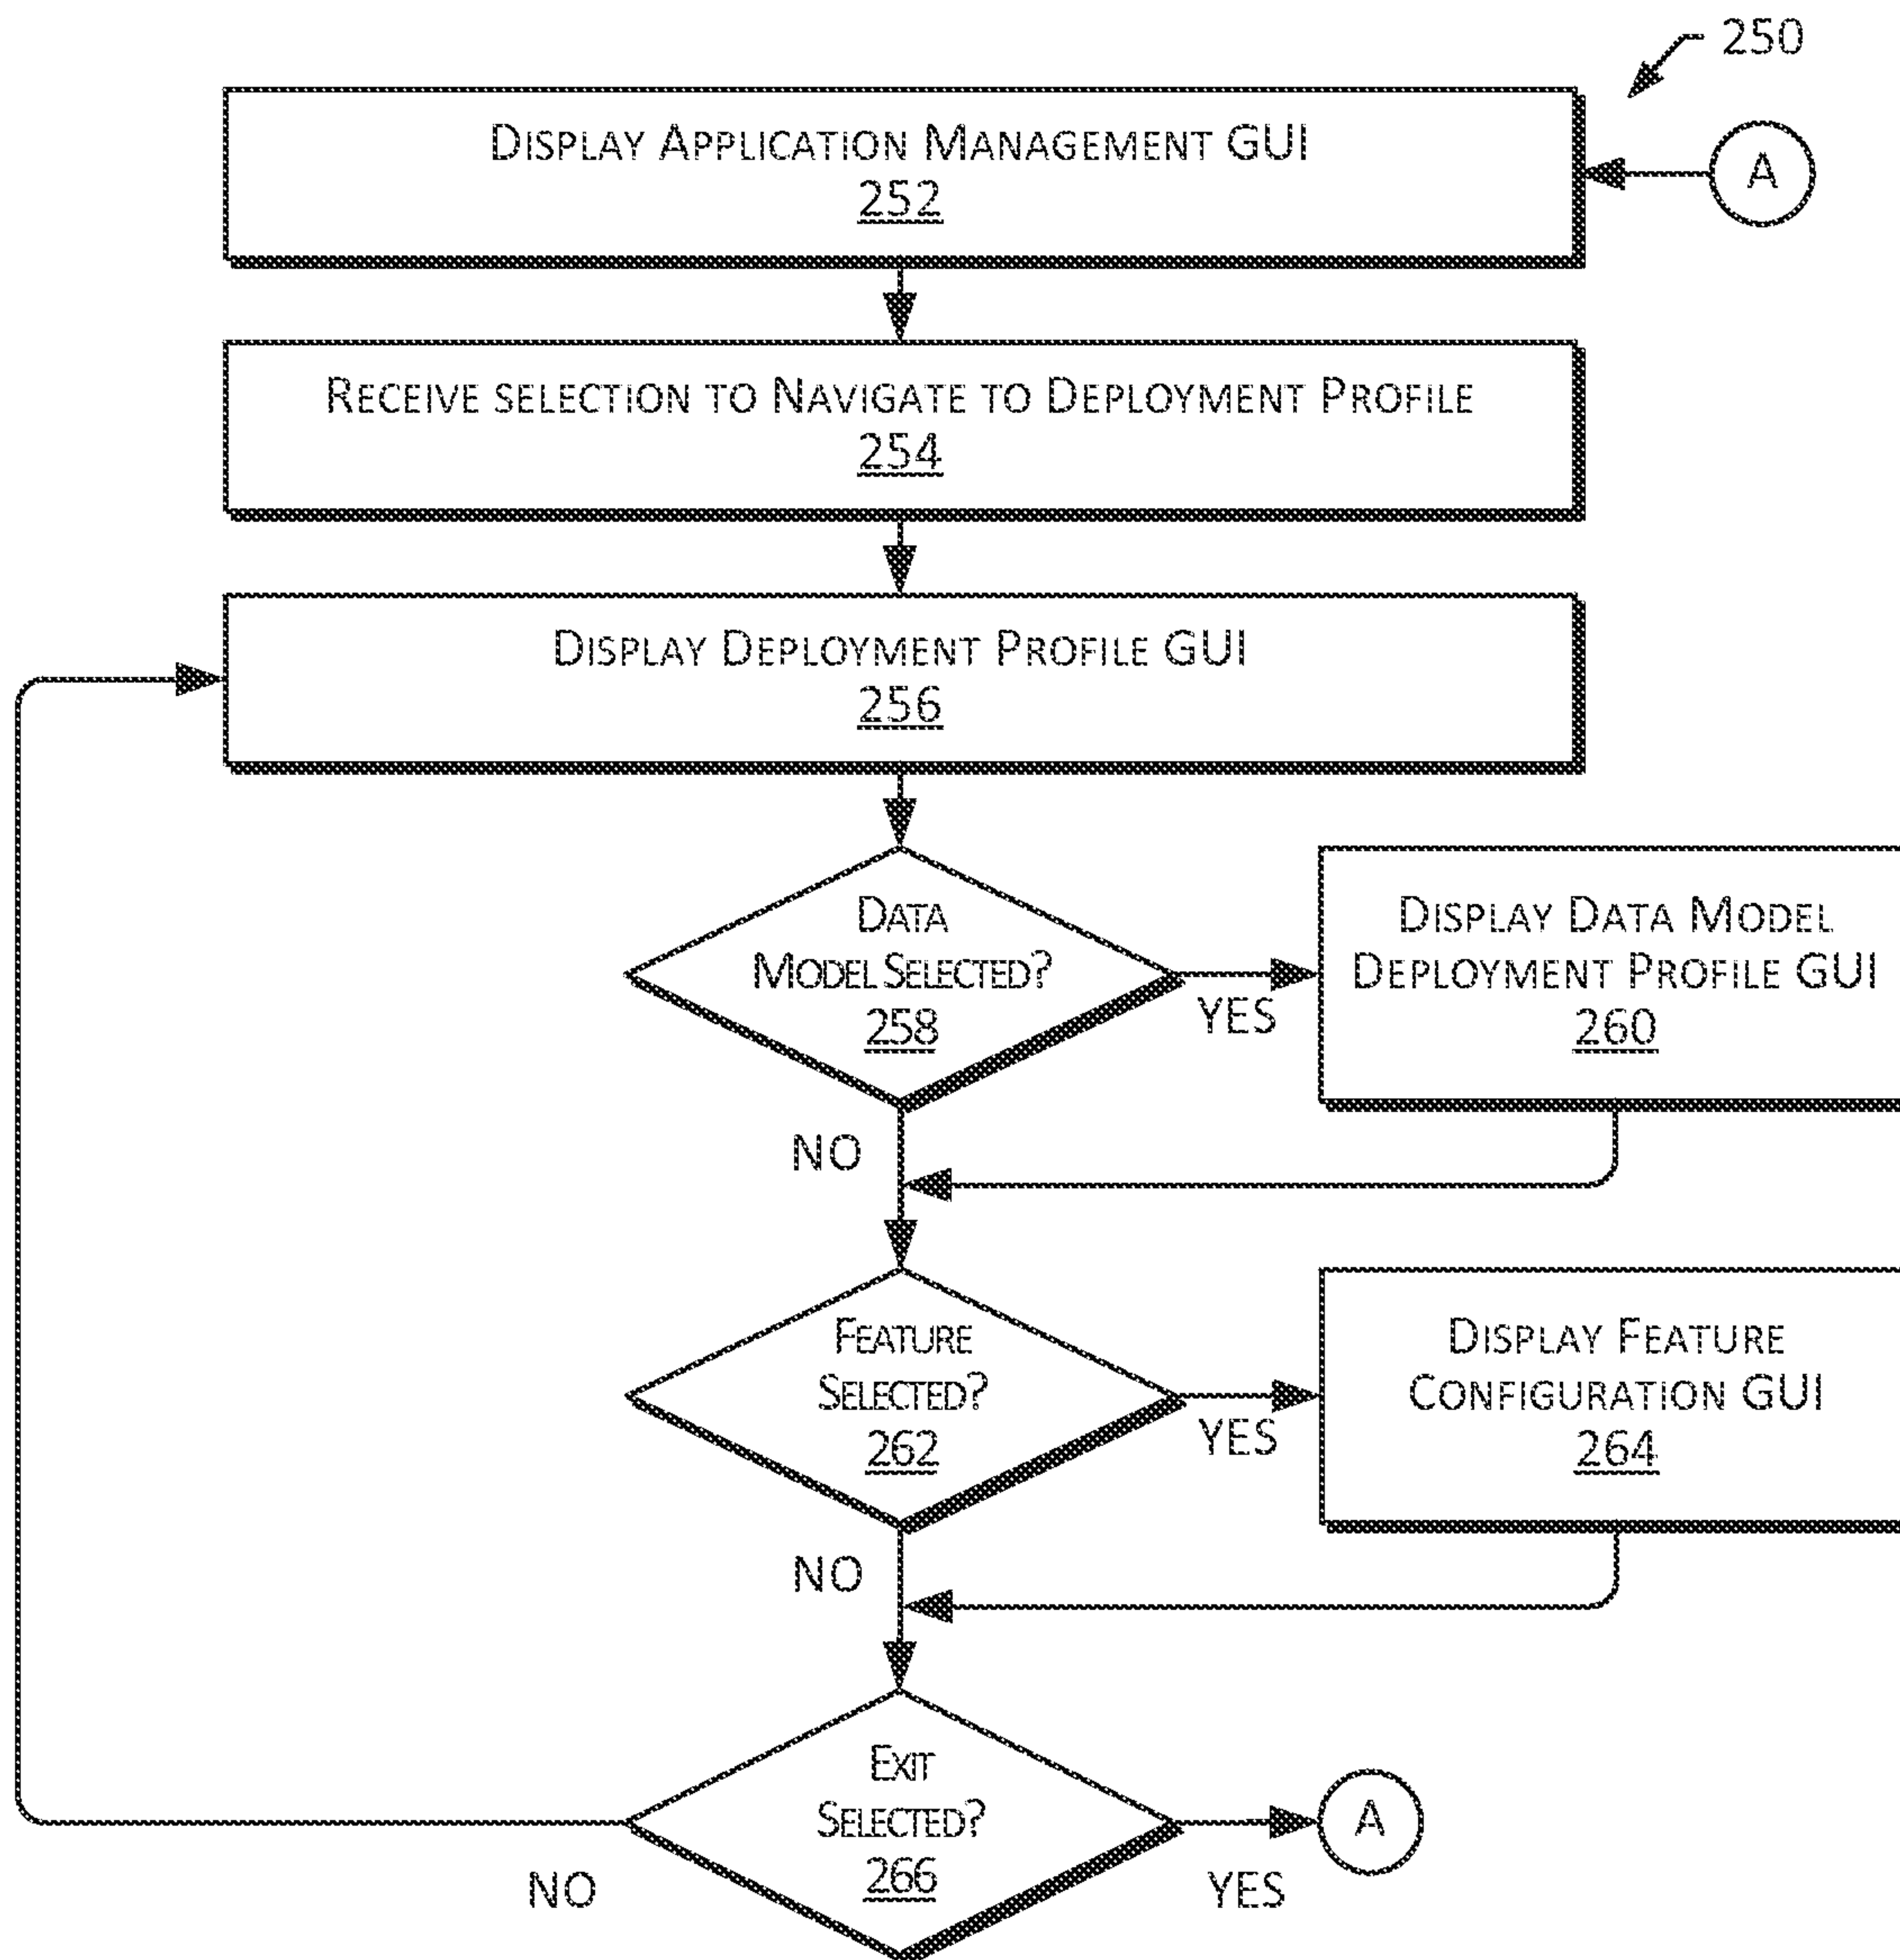 250
DISPLAY APPLICATION MANAGEMENT GUI
252
A
RECEIVE SELECTION TO NAVIGATE TO DEPLOYMENT PROFILE
254
DISPLAY DEPLOYMENT PROFILE GUI
256
DATA
MODEL SELECTED?
258
YES
NO
DISPLAY DATA MODEL
DEPLOYMENT PROFILE GUI
260
FEATURE
SELECTED?
262
YES
NO
DISPLAY FEATURE
CONFIGURATION GUI
264
EXIT
SELECTED?
266
NO
YES
A